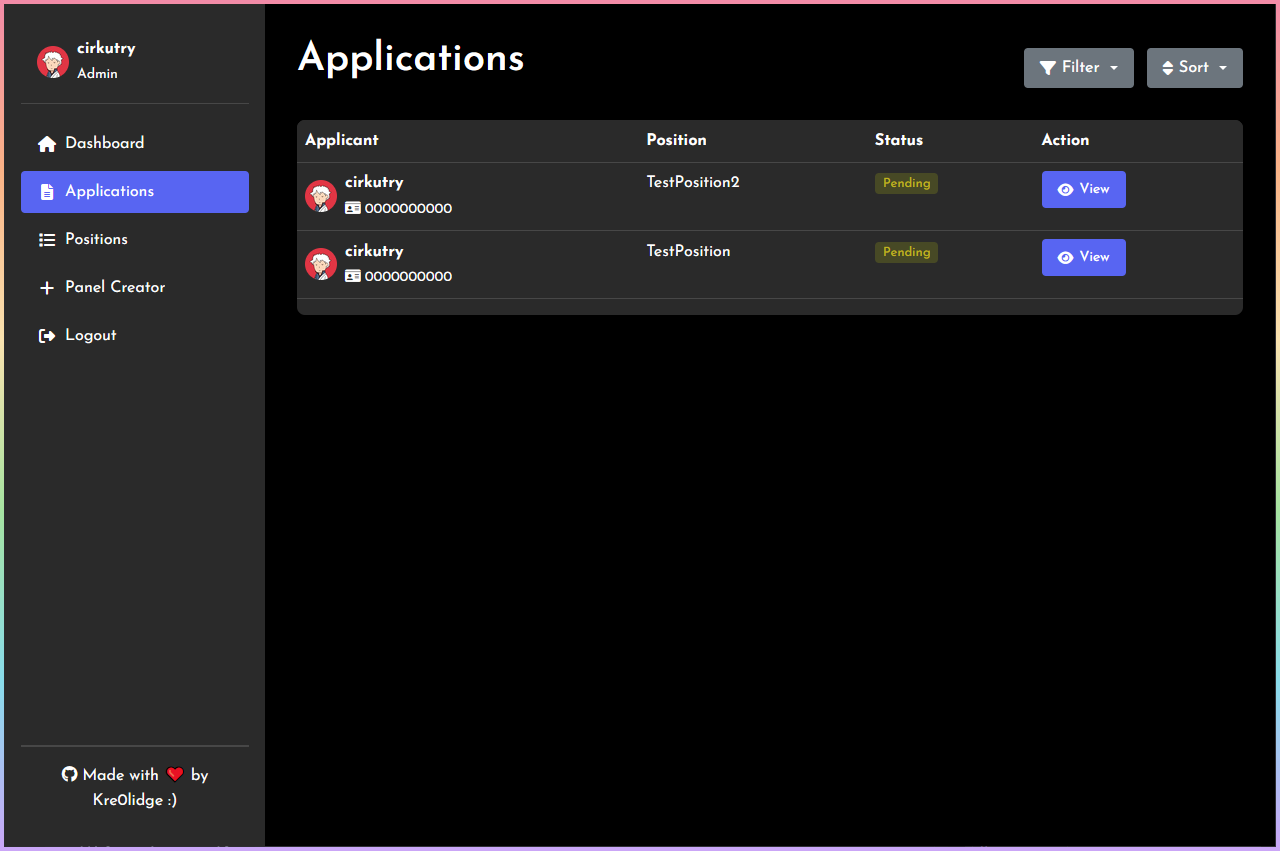 cirkutry
Admin
Dashboard
Applications
Positions
Panel Creator
Logout
Made with ❤️ by
Kre0lidge :)
Applications
Filter
Sort
Applicant Position Status Action
cirkutry TestPosition2 Pending View
0000000000
cirkutry TestPosition Pending View
0000000000